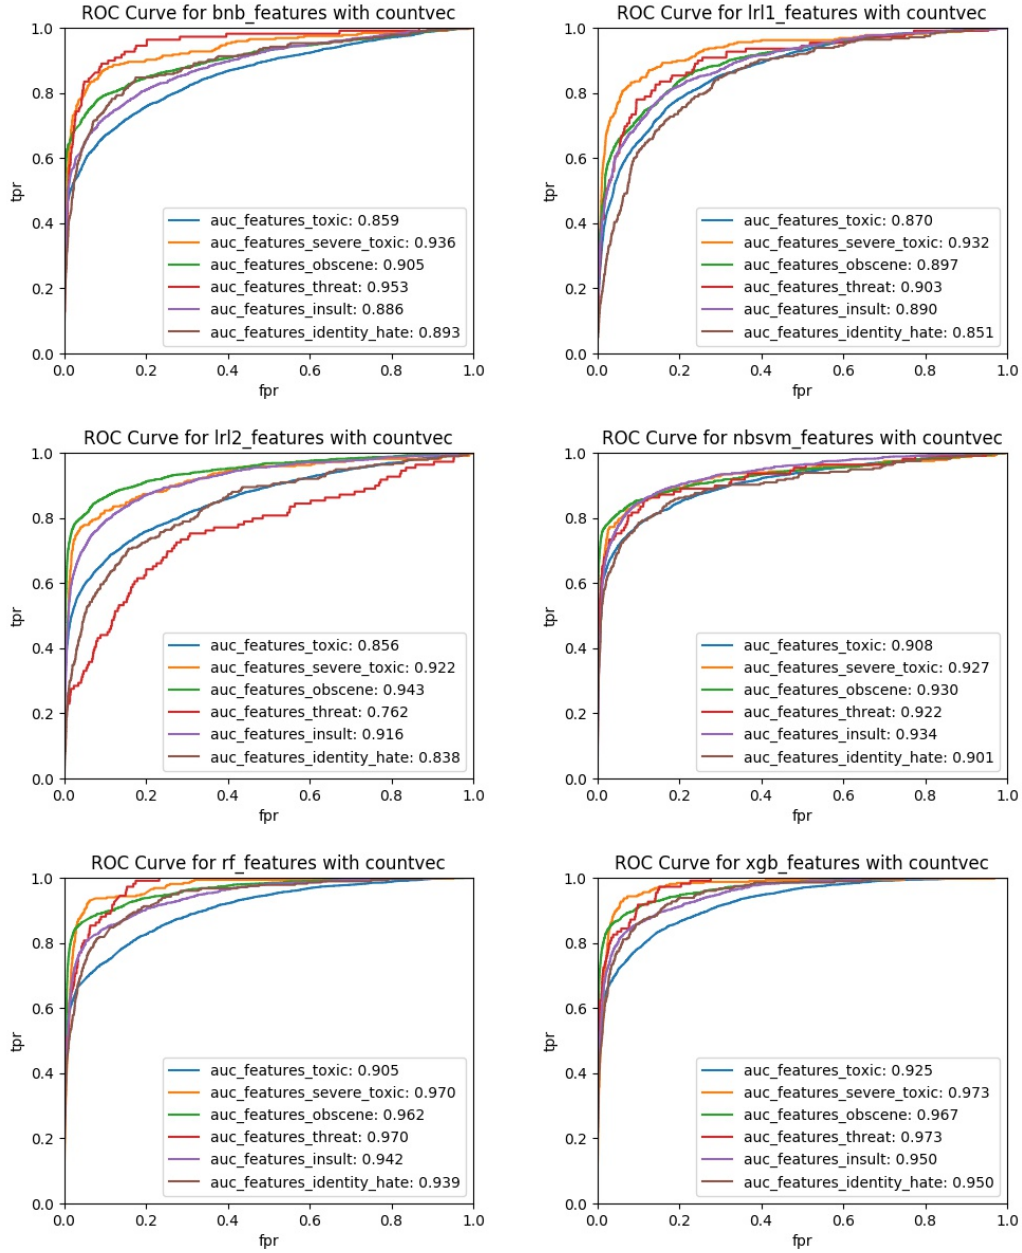 ROC Curve for bnb_features with countvec
1.0
0.8
0.6
0.4
0.2
0.0
tpr
auc_features_toxic: 0.859
auc_features_severe_toxic: 0.936
auc_features_obscene: 0.905
auc_features_threat: 0.953
auc_features_insult: 0.886
auc_features_identity_hate: 0.893
0.0 0.2 0.4 0.6 0.8 1.0
fpr
ROC Curve for lrl1_features with countvec
1.0
0.8
0.6
0.4
0.2
0.0
tpr
auc_features_toxic: 0.870
auc_features_severe_toxic: 0.932
auc_features_obscene: 0.897
auc_features_threat: 0.903
auc_features_insult: 0.890
auc_features_identity_hate: 0.851
0.0 0.2 0.4 0.6 0.8 1.0
fpr
ROC Curve for lrl2_features with countvec
1.0
0.8
0.6
0.4
0.2
0.0
tpr
auc_features_toxic: 0.856
auc_features_severe_toxic: 0.922
auc_features_obscene: 0.943
auc_features_threat: 0.762
auc_features_insult: 0.916
auc_features_identity_hate: 0.838
0.0 0.2 0.4 0.6 0.8 1.0
fpr
ROC Curve for nbsvm_features with countvec
1.0
0.8
0.6
0.4
0.2
0.0
tpr
auc_features_toxic: 0.908
auc_features_severe_toxic: 0.927
auc_features_obscene: 0.930
auc_features_threat: 0.922
auc_features_insult: 0.934
auc_features_identity_hate: 0.901
0.0 0.2 0.4 0.6 0.8 1.0
fpr
ROC Curve for rf_features with countvec
1.0
0.8
0.6
0.4
0.2
0.0
tpr
auc_features_toxic: 0.905
auc_features_severe_toxic: 0.970
auc_features_obscene: 0.962
auc_features_threat: 0.970
auc_features_insult: 0.942
auc_features_identity_hate: 0.939
0.0 0.2 0.4 0.6 0.8 1.0
fpr
ROC Curve for xgb_features with countvec
1.0
0.8
0.6
0.4
0.2
0.0
tpr
auc_features_toxic: 0.925
auc_features_severe_toxic: 0.973
auc_features_obscene: 0.967
auc_features_threat: 0.973
auc_features_insult: 0.950
auc_features_identity_hate: 0.950
0.0 0.2 0.4 0.6 0.8 1.0
fpr